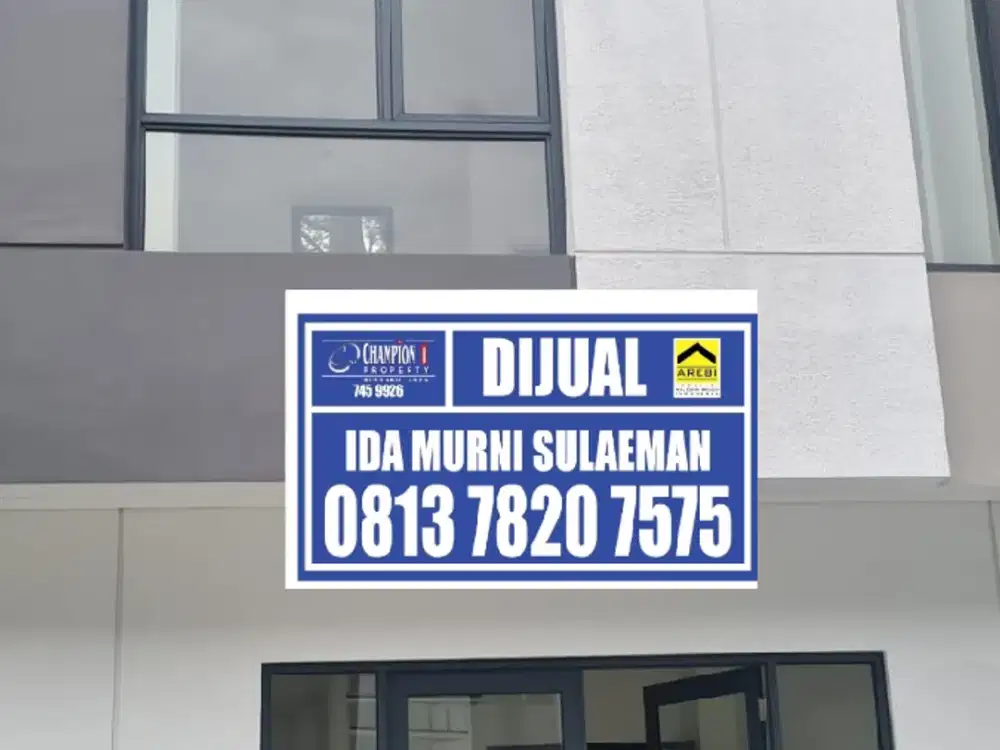 CHAMPION 1
PROPERTY
745 9926
DIJUAL
AREBI
IDA MURNI SULAEMAN
0813 7820 7575